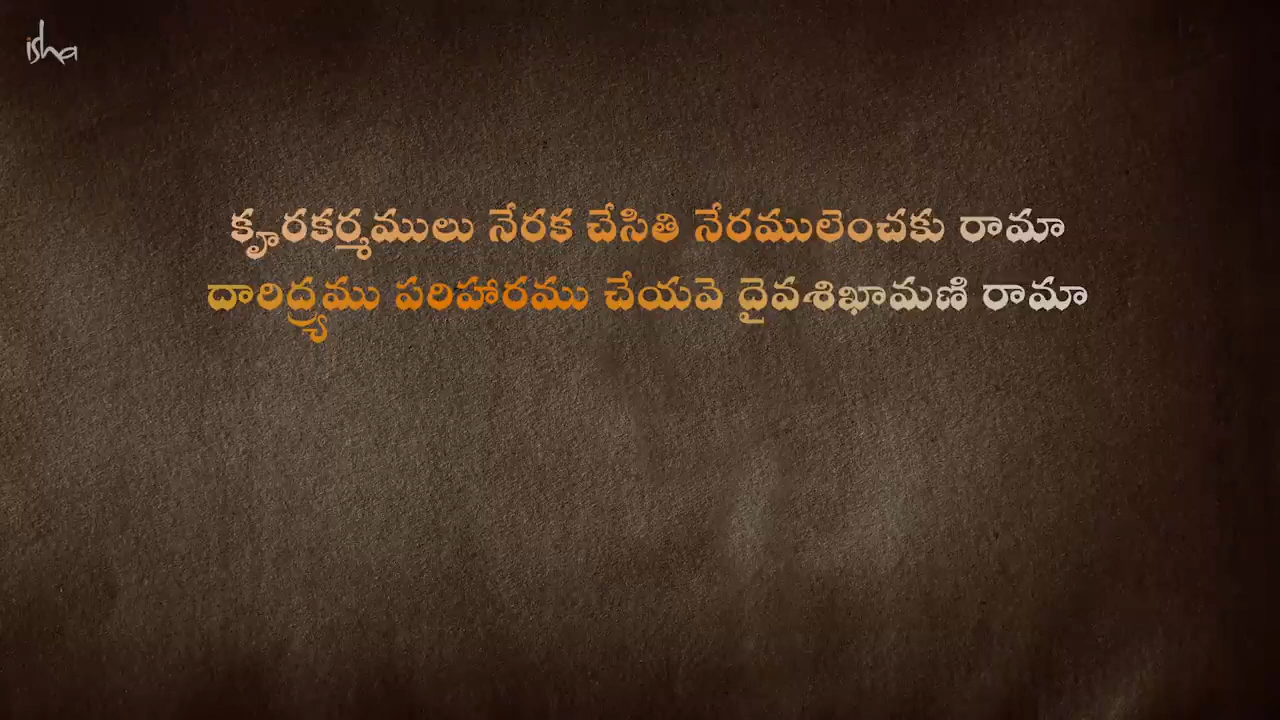 isha
కృరకర్మములు నేరక చేసితి నేరములెంచకు రామా
దారిద్ర్యము పరిహారము చేయవె దైవశిఖామణి రామా